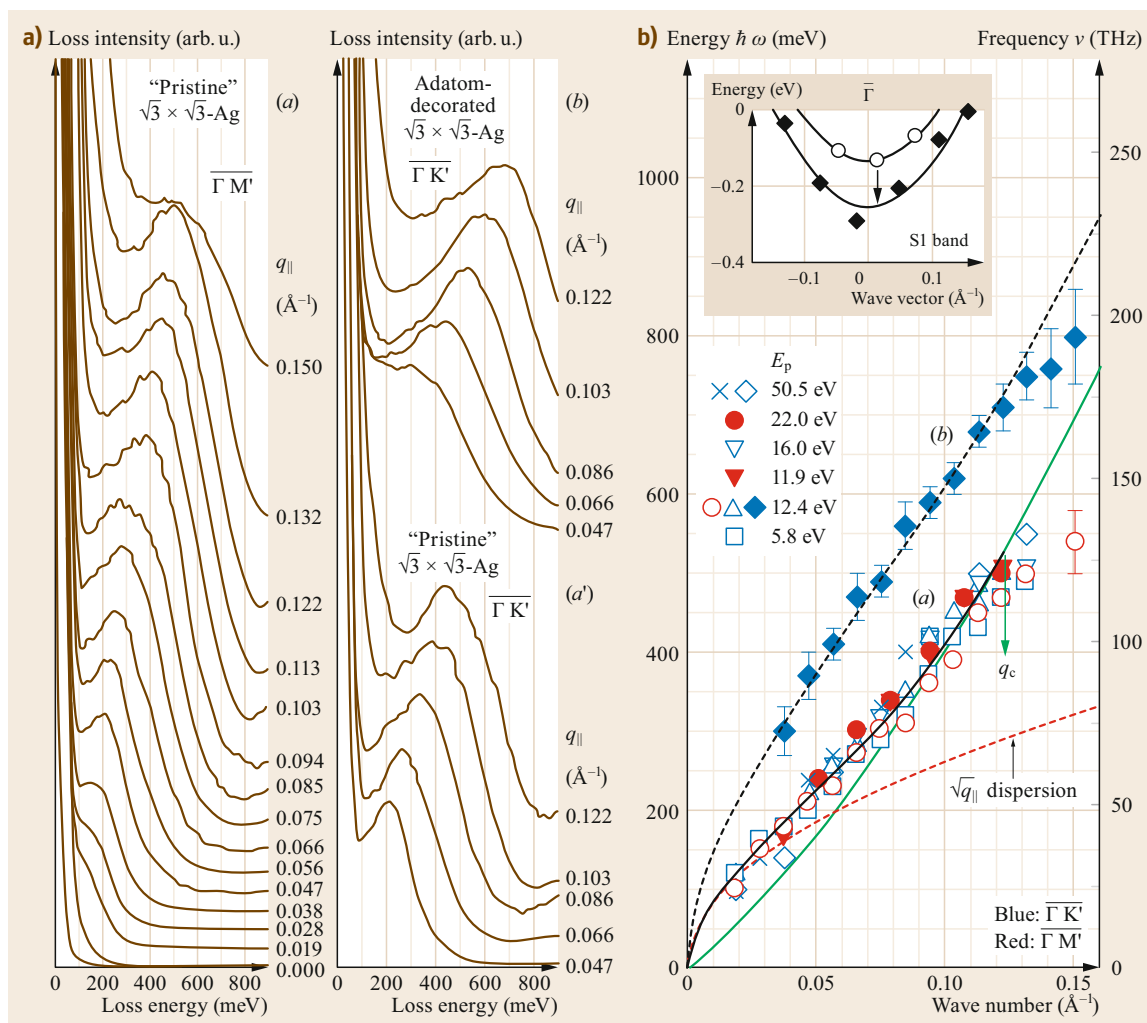 a) Loss intensity (arb. u.)
"Pristine"
√3 × √3-Ag
(a)
Γ M'
q||
(Å⁻¹)
0.150
0.132
0.122
0.113
0.103
0.094
0.085
0.075
0.066
0.056
0.047
0.038
0.028
0.019
0.000
0 200 400 600 800
Loss energy (meV)
Loss intensity (arb. u.)
Adatom-
decorated
√3 × √3-Ag
(b)
Γ K'
q||
(Å⁻¹)
0.122
0.103
0.086
0.066
0.047
"Pristine"
√3 × √3-Ag
(a')
Γ K'
q||
(Å⁻¹)
0.122
0.103
0.086
0.066
0.047
0 200 400 600 800
Loss energy (meV)
b) Energy ℏ ω (meV)
Frequency ν (THz)
1000
800
600
400
200
0
250
200
150
100
50
0
Energy (eV)
Γ
0
−0.2
−0.4
S1 band
−0.1 0 0.1
Wave vector (Å⁻¹)
Eₚ
50.5 eV
22.0 eV
16.0 eV
11.9 eV
12.4 eV
5.8 eV
(b)
(a)
q_c
√q|| dispersion
Blue: Γ K'
Red: Γ M'
0 0.05 0.10 0.15
Wave number (Å⁻¹)